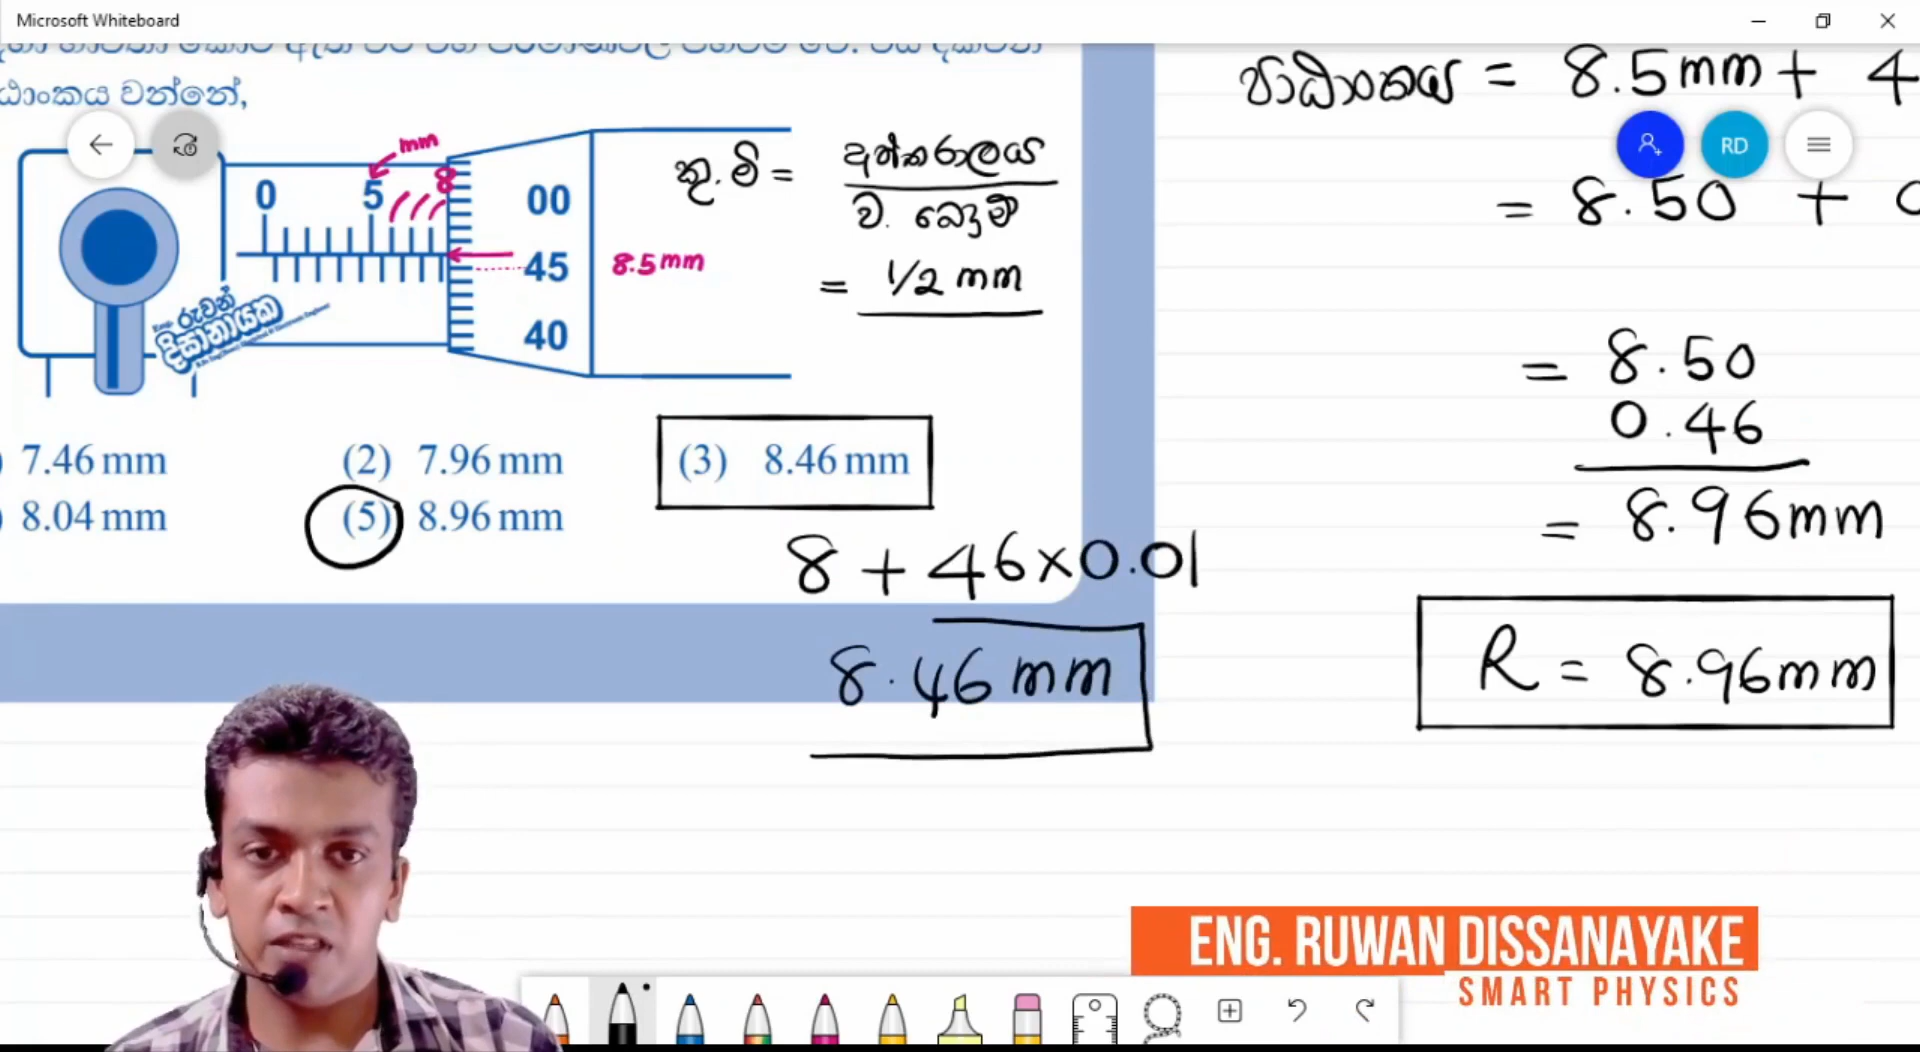 Microsoft Whiteboard
ඨාංකය වන්නේ,
පාඨාංකය = 8.5mm + 4
= 8.50 +
RD
mm
0 5 8
00
45
40
8.5mm
කු.මි = අන්තරාලය
ව. කොටස්
= 1/2 mm
= 8.50
0.46
= 8.96mm
R = 8.96mm
රුවන්
දිසානායක
) 7.46 mm (2) 7.96 mm (3) 8.46 mm
) 8.04 mm (5) 8.96 mm
8 + 46×0.01
8.46 mm
ENG. RUWAN DISSANAYAKE
SMART PHYSICS